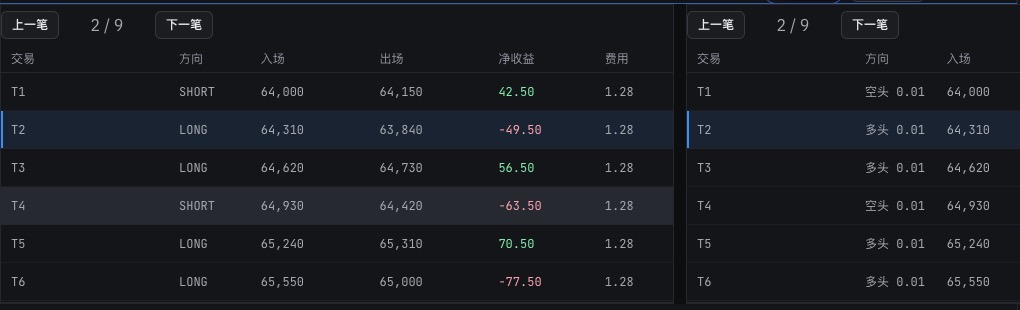 上一笔 2 / 9 下一笔
交易 方向 入场 出场 净收益 费用
T1 SHORT 64,000 64,150 42.50 1.28
T2 LONG 64,310 63,840 -49.50 1.28
T3 LONG 64,620 64,730 56.50 1.28
T4 SHORT 64,930 64,420 -63.50 1.28
T5 LONG 65,240 65,310 70.50 1.28
T6 LONG 65,550 65,000 -77.50 1.28
上一笔 2 / 9 下一笔
交易 方向 入场
T1 空头 0.01 64,000
T2 多头 0.01 64,310
T3 多头 0.01 64,620
T4 空头 0.01 64,930
T5 多头 0.01 65,240
T6 多头 0.01 65,550